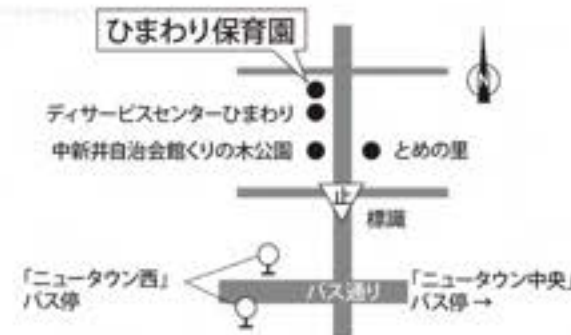 ひまわり保育園
N
ディサービスセンターひまわり
中新井自治会館くりの木公園
とめの里
止
標識
「ニュータウン西」
バス停
バス通り
「ニュータウン中央」
バス停→